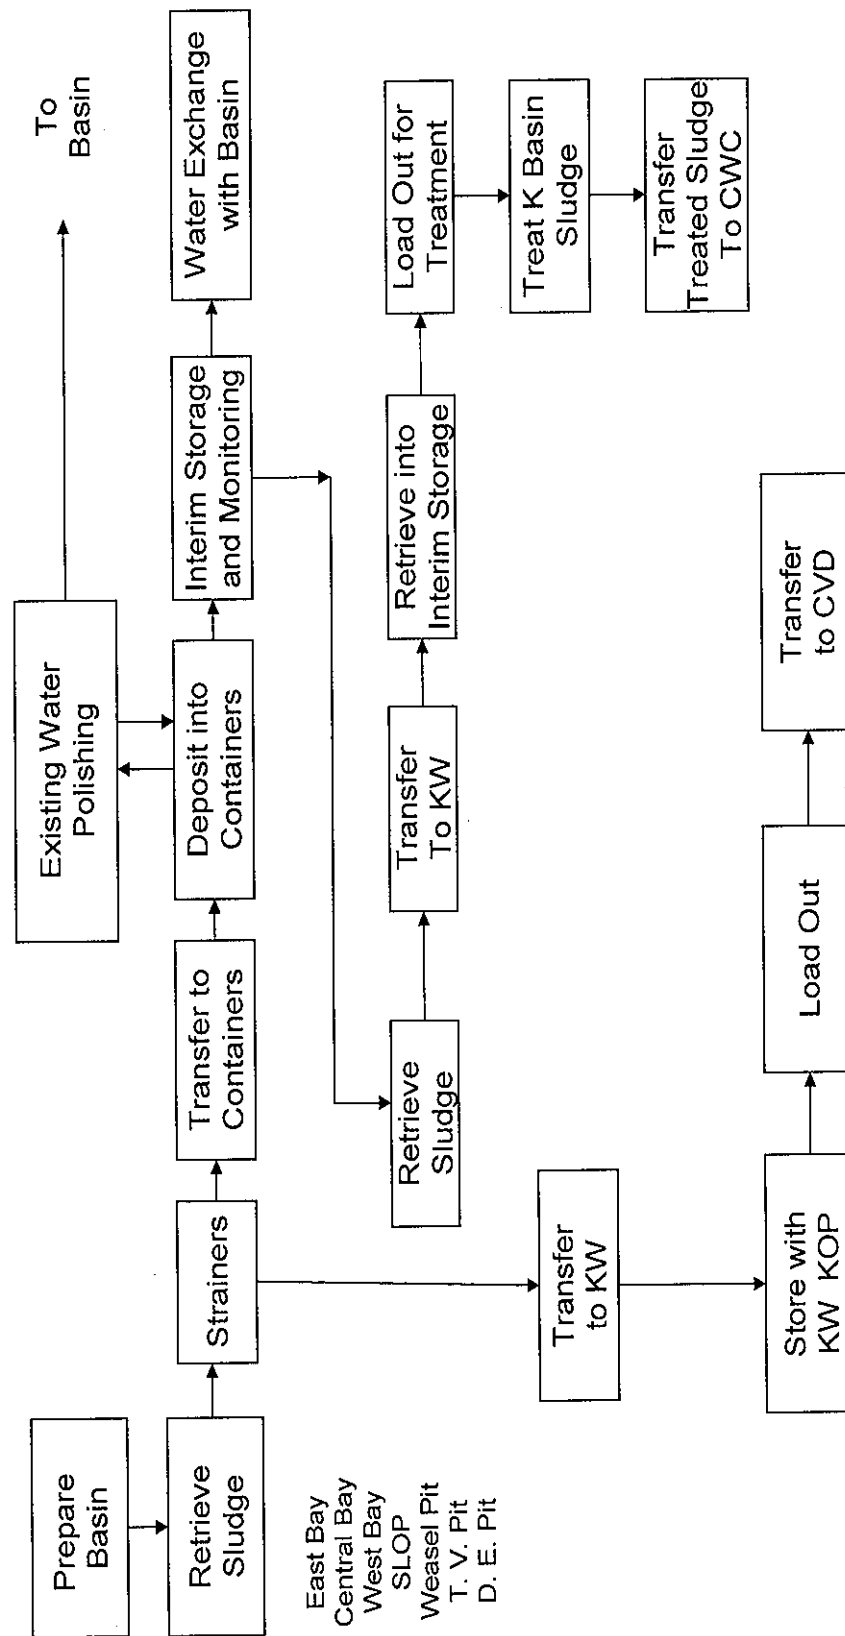 Prepare
Basin
Retrieve
Sludge
East Bay
Central Bay
West Bay
SLOP
Weasel Pit
T. V. Pit
D. E. Pit
Strainers
Transfer to
Containers
Deposit into
Containers
Existing Water
Polishing
To
Basin
Interim Storage
and Monitoring
Water Exchange
with Basin
Retrieve
Sludge
Transfer
To KW
Retrieve into
Interim Storage
Load Out for
Treatment
Treat K Basin
Sludge
Transfer
Treated Sludge
To CWC
Transfer
to KW
Store with
KW KOP
Load Out
Transfer
to CVD